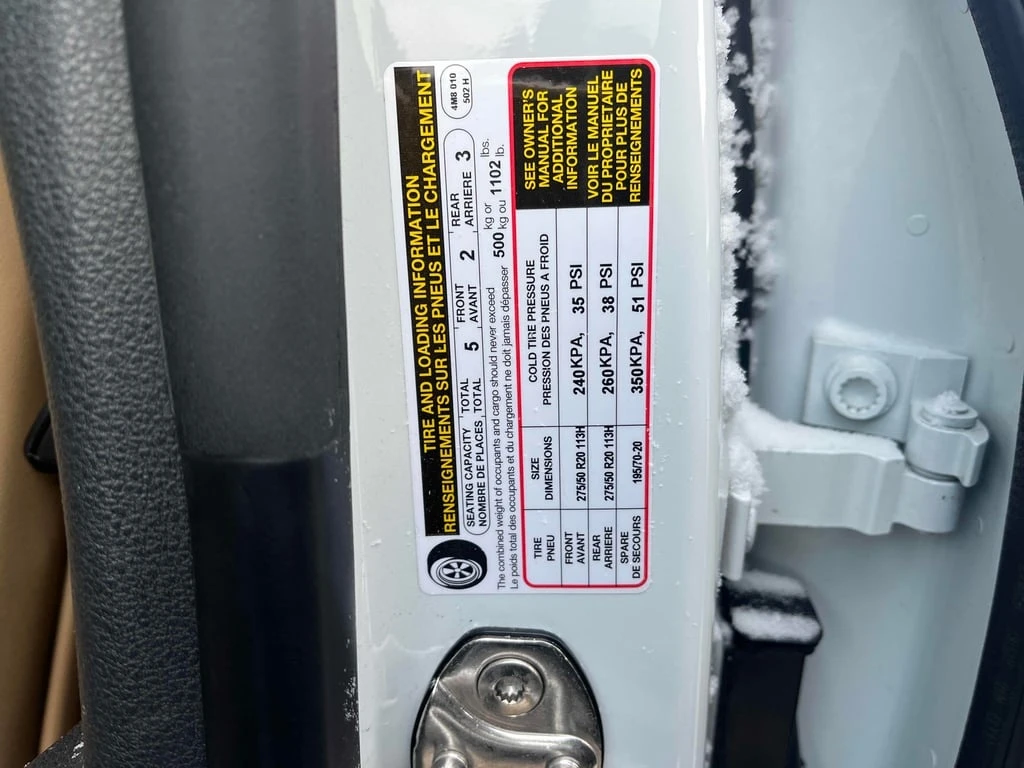 TIRE AND LOADING INFORMATION
RENSEIGNEMENTS SUR LES PNEUS ET LE CHARGEMENT
4M8 010
502 H
SEATING CAPACITY TOTAL 5 FRONT 2 REAR 3
NOMBRE DE PLACES TOTAL AVANT ARRIERE
The combined weight of occupants and cargo should never exceed 500 kg or 1102 lbs.
Le poids total des occupants et du chargement ne doit jamais dépasser kg ou lb.
TIRE SIZE COLD TIRE PRESSURE
PNEU DIMENSIONS PRESSION DES PNEUS A FROID
FRONT 275/50 R20 113H 240KPA, 35 PSI
AVANT
REAR 275/50 R20 113H 260KPA, 38 PSI
ARRIERE
SPARE 195/70-20 350KPA, 51 PSI
DE SECOURS
SEE OWNER'S
MANUAL FOR
ADDITIONAL
INFORMATION
VOIR LE MANUEL
DU PROPRIETAIRE
POUR PLUS DE
RENSEIGNEMENTS